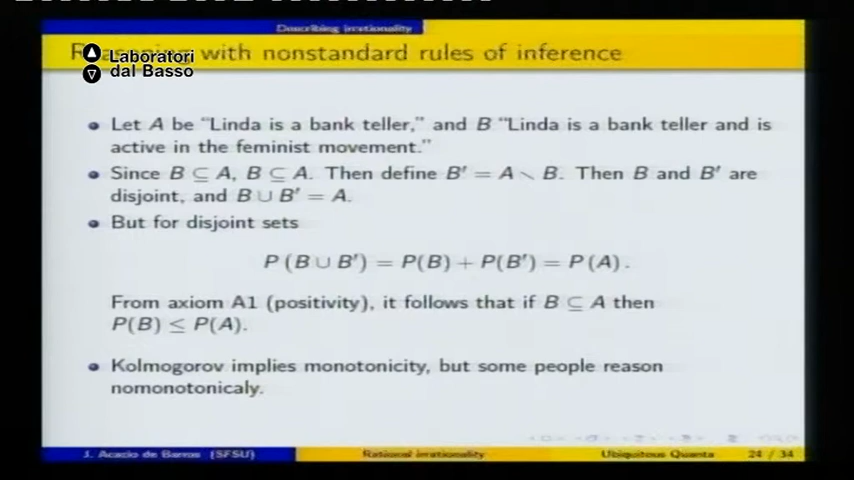 Describing irrationality
Reasoning with nonstandard rules of inference
Laboratori
dal Basso
Let A be “Linda is a bank teller,” and B “Linda is a bank teller and is
active in the feminist movement.”
Since B ⊆ A, B ⊆ A. Then define B′ = A \ B. Then B and B′ are
disjoint, and B ∪ B′ = A.
But for disjoint sets
P (B ∪ B′) = P(B) + P(B′) = P(A).
From axiom A1 (positivity), it follows that if B ⊆ A then
P(B) ≤ P(A).
Kolmogorov implies monotonicity, but some people reason
nomonotonicaly.
J. Acacio de Barros (SFSU) Rational irrationality Ubiquitous Quanta 24 / 34